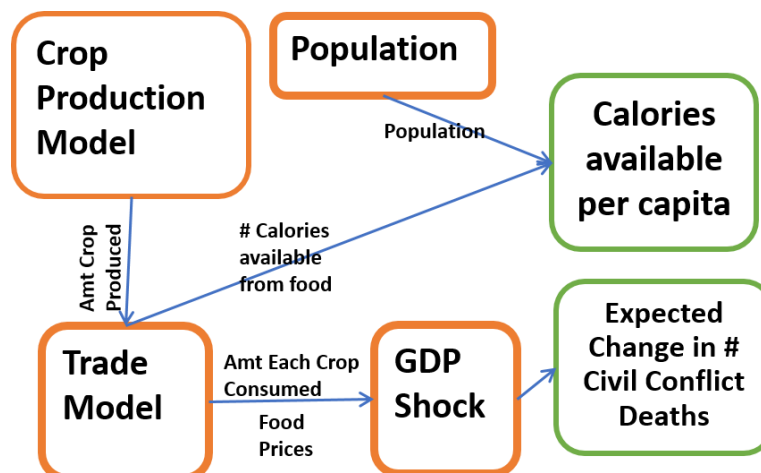 Crop
Production
Model
Population
Population
Calories
available
per capita
Amt Crop
Produced
# Calories
available
from food
Trade
Model
Amt Each Crop
Consumed
Food
Prices
GDP
Shock
Expected
Change in #
Civil Conflict
Deaths